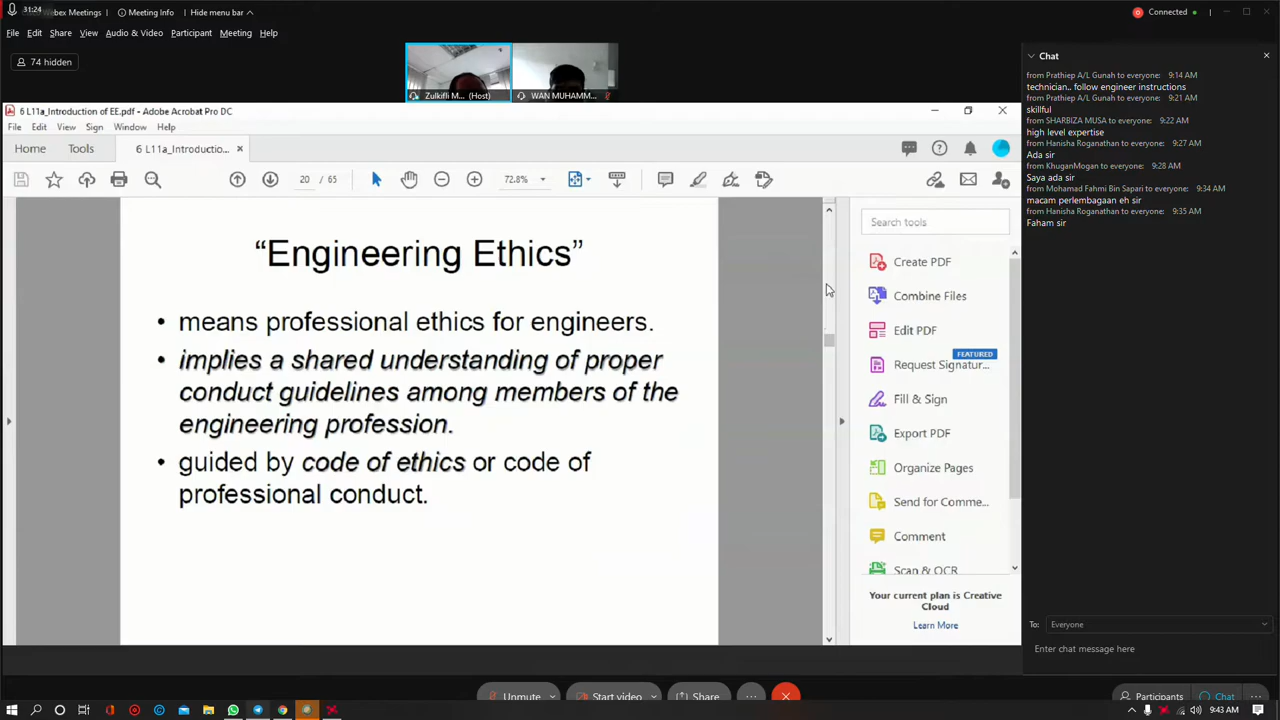 31:24
Webex Meetings
Meeting Info
Hide menu bar
Connected
File Edit Share View Audio & Video Participant Meeting Help
74 hidden
Zulkifli M... (Host)
WAN MUHAMM...
6 L11a_Introduction of EE.pdf - Adobe Acrobat Pro DC
File Edit View Sign Window Help
Home Tools 6 L11a_Introductio... ×
20 / 65
72.8%
“Engineering Ethics”
• means professional ethics for engineers.
• implies a shared understanding of proper
conduct guidelines among members of the
engineering profession.
• guided by code of ethics or code of
professional conduct.
Search tools
Create PDF
Combine Files
Edit PDF
FEATURED
Request Signatur...
Fill & Sign
Export PDF
Organize Pages
Send for Comme...
Comment
Scan & OCR
Your current plan is Creative
Cloud
Learn More
Chat
from Prathiep A/L Gunah to everyone: 9:14 AM
technician.. follow engineer instructions
from Prathiep A/L Gunah to everyone: 9:21 AM
skillful
from SHARBIZA MUSA to everyone: 9:22 AM
high level expertise
from Hanisha Roganathan to everyone: 9:27 AM
Ada sir
from KhuganMogan to everyone: 9:28 AM
Saya ada sir
from Mohamad Fahmi Bin Sapari to everyone: 9:34 AM
macam perlembagaan eh sir
from Hanisha Roganathan to everyone: 9:35 AM
Faham sir
To: Everyone
Enter chat message here
Unmute
Start video
Share
Participants
Chat
9:43 AM